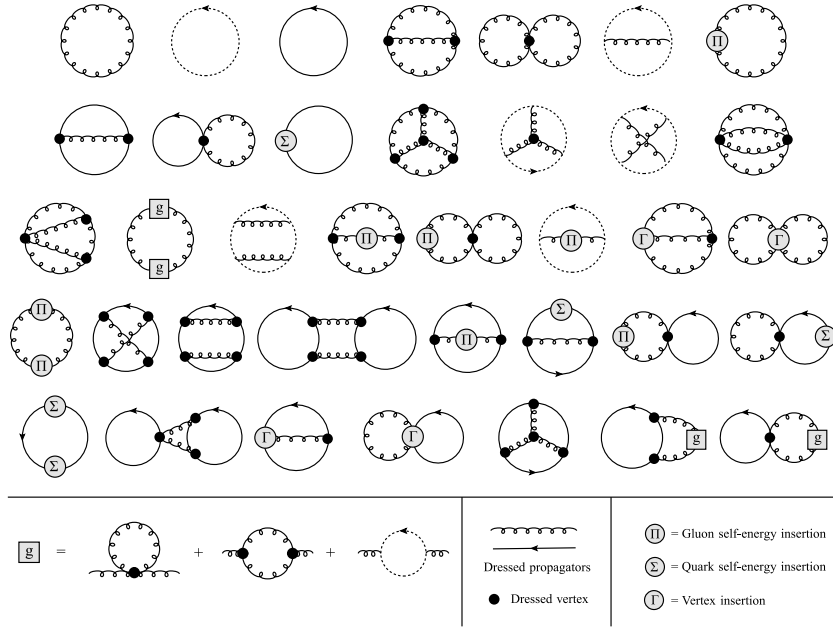 Π
Σ
g
g
Π Π Π Γ Γ
Π
Π
Π Σ Π Σ
Σ
Σ
Γ Γ g g
g = + +
Dressed propagators
Dressed vertex
Π = Gluon self-energy insertion
Σ = Quark self-energy insertion
Γ = Vertex insertion